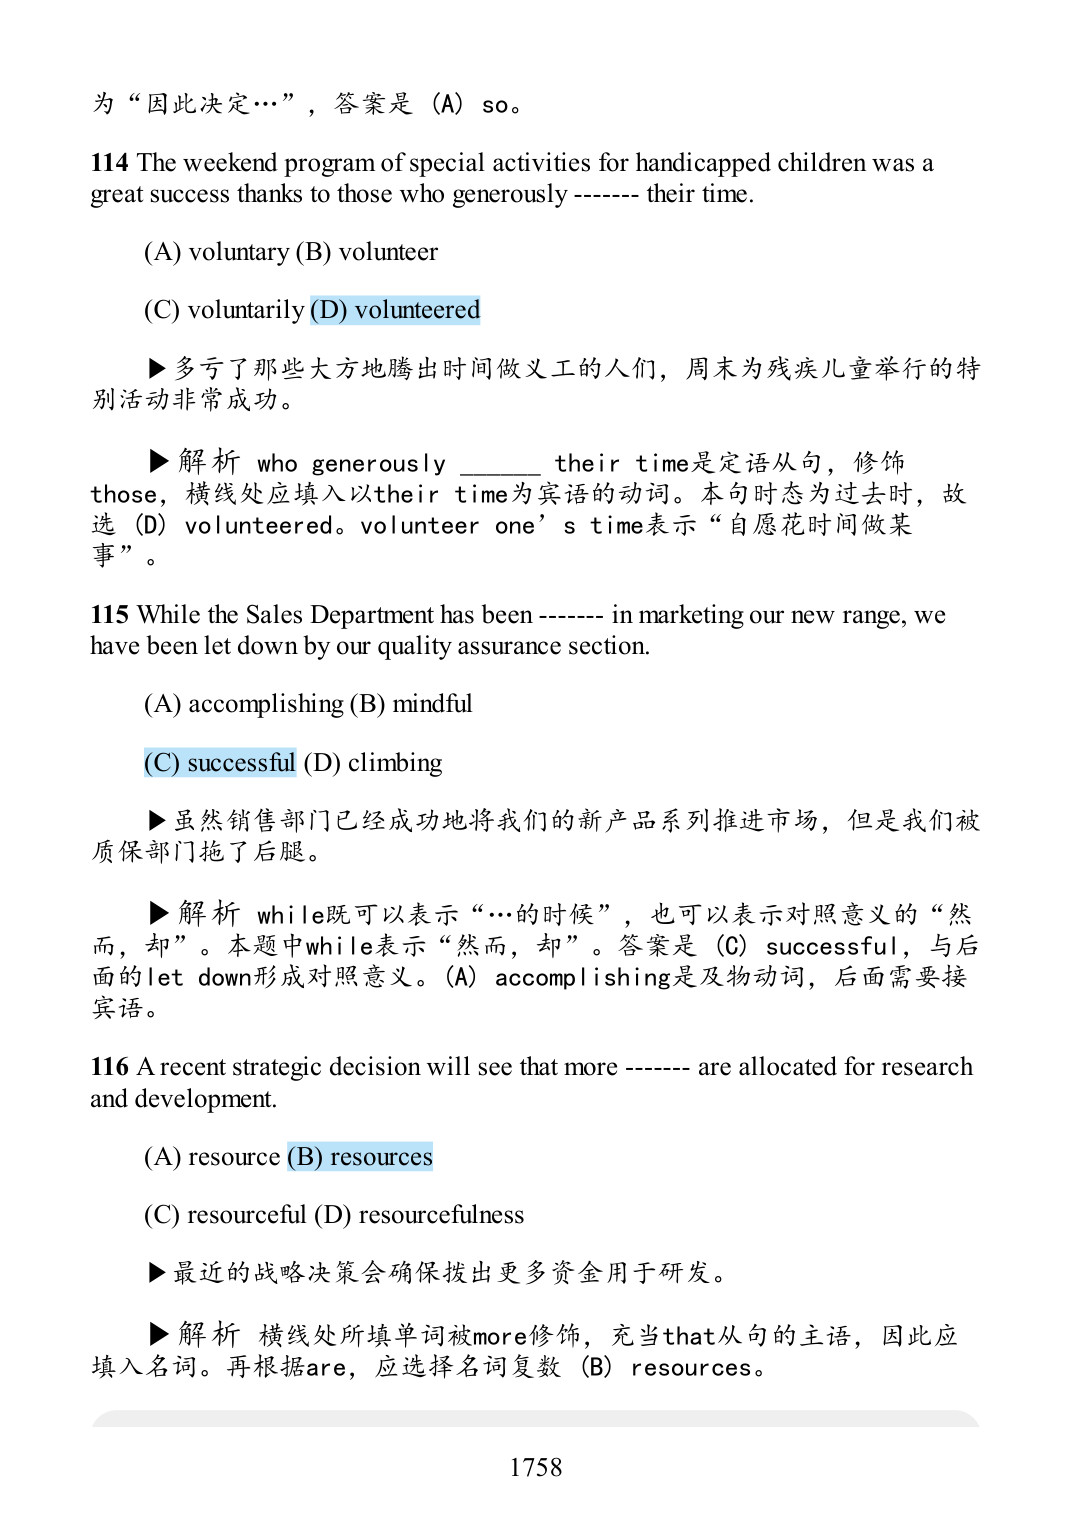 为“因此决定…”，答案是 (A) so。
114 The weekend program of special activities for handicapped children was a
great success thanks to those who generously ------- their time.
(A) voluntary (B) volunteer
(C) voluntarily (D) volunteered
▶多亏了那些大方地腾出时间做义工的人们，周末为残疾儿童举行的特
别活动非常成功。
▶解析 who generously ______ their time是定语从句，修饰
those，横线处应填入以their time为宾语的动词。本句时态为过去时，故
选 (D) volunteered。volunteer one’s time表示“自愿花时间做某
事”。
115 While the Sales Department has been ------- in marketing our new range, we
have been let down by our quality assurance section.
(A) accomplishing (B) mindful
(C) successful (D) climbing
▶虽然销售部门已经成功地将我们的新产品系列推进市场，但是我们被
质保部门拖了后腿。
▶解析 while既可以表示“…的时候”，也可以表示对照意义的“然
而，却”。本题中while表示“然而，却”。答案是 (C) successful，与后
面的let down形成对照意义。(A) accomplishing是及物动词，后面需要接
宾语。
116 A recent strategic decision will see that more ------- are allocated for research
and development.
(A) resource (B) resources
(C) resourceful (D) resourcefulness
▶最近的战略决策会确保拨出更多资金用于研发。
▶解析 横线处所填单词被more修饰，充当that从句的主语，因此应
填入名词。再根据are，应选择名词复数 (B) resources。
1758